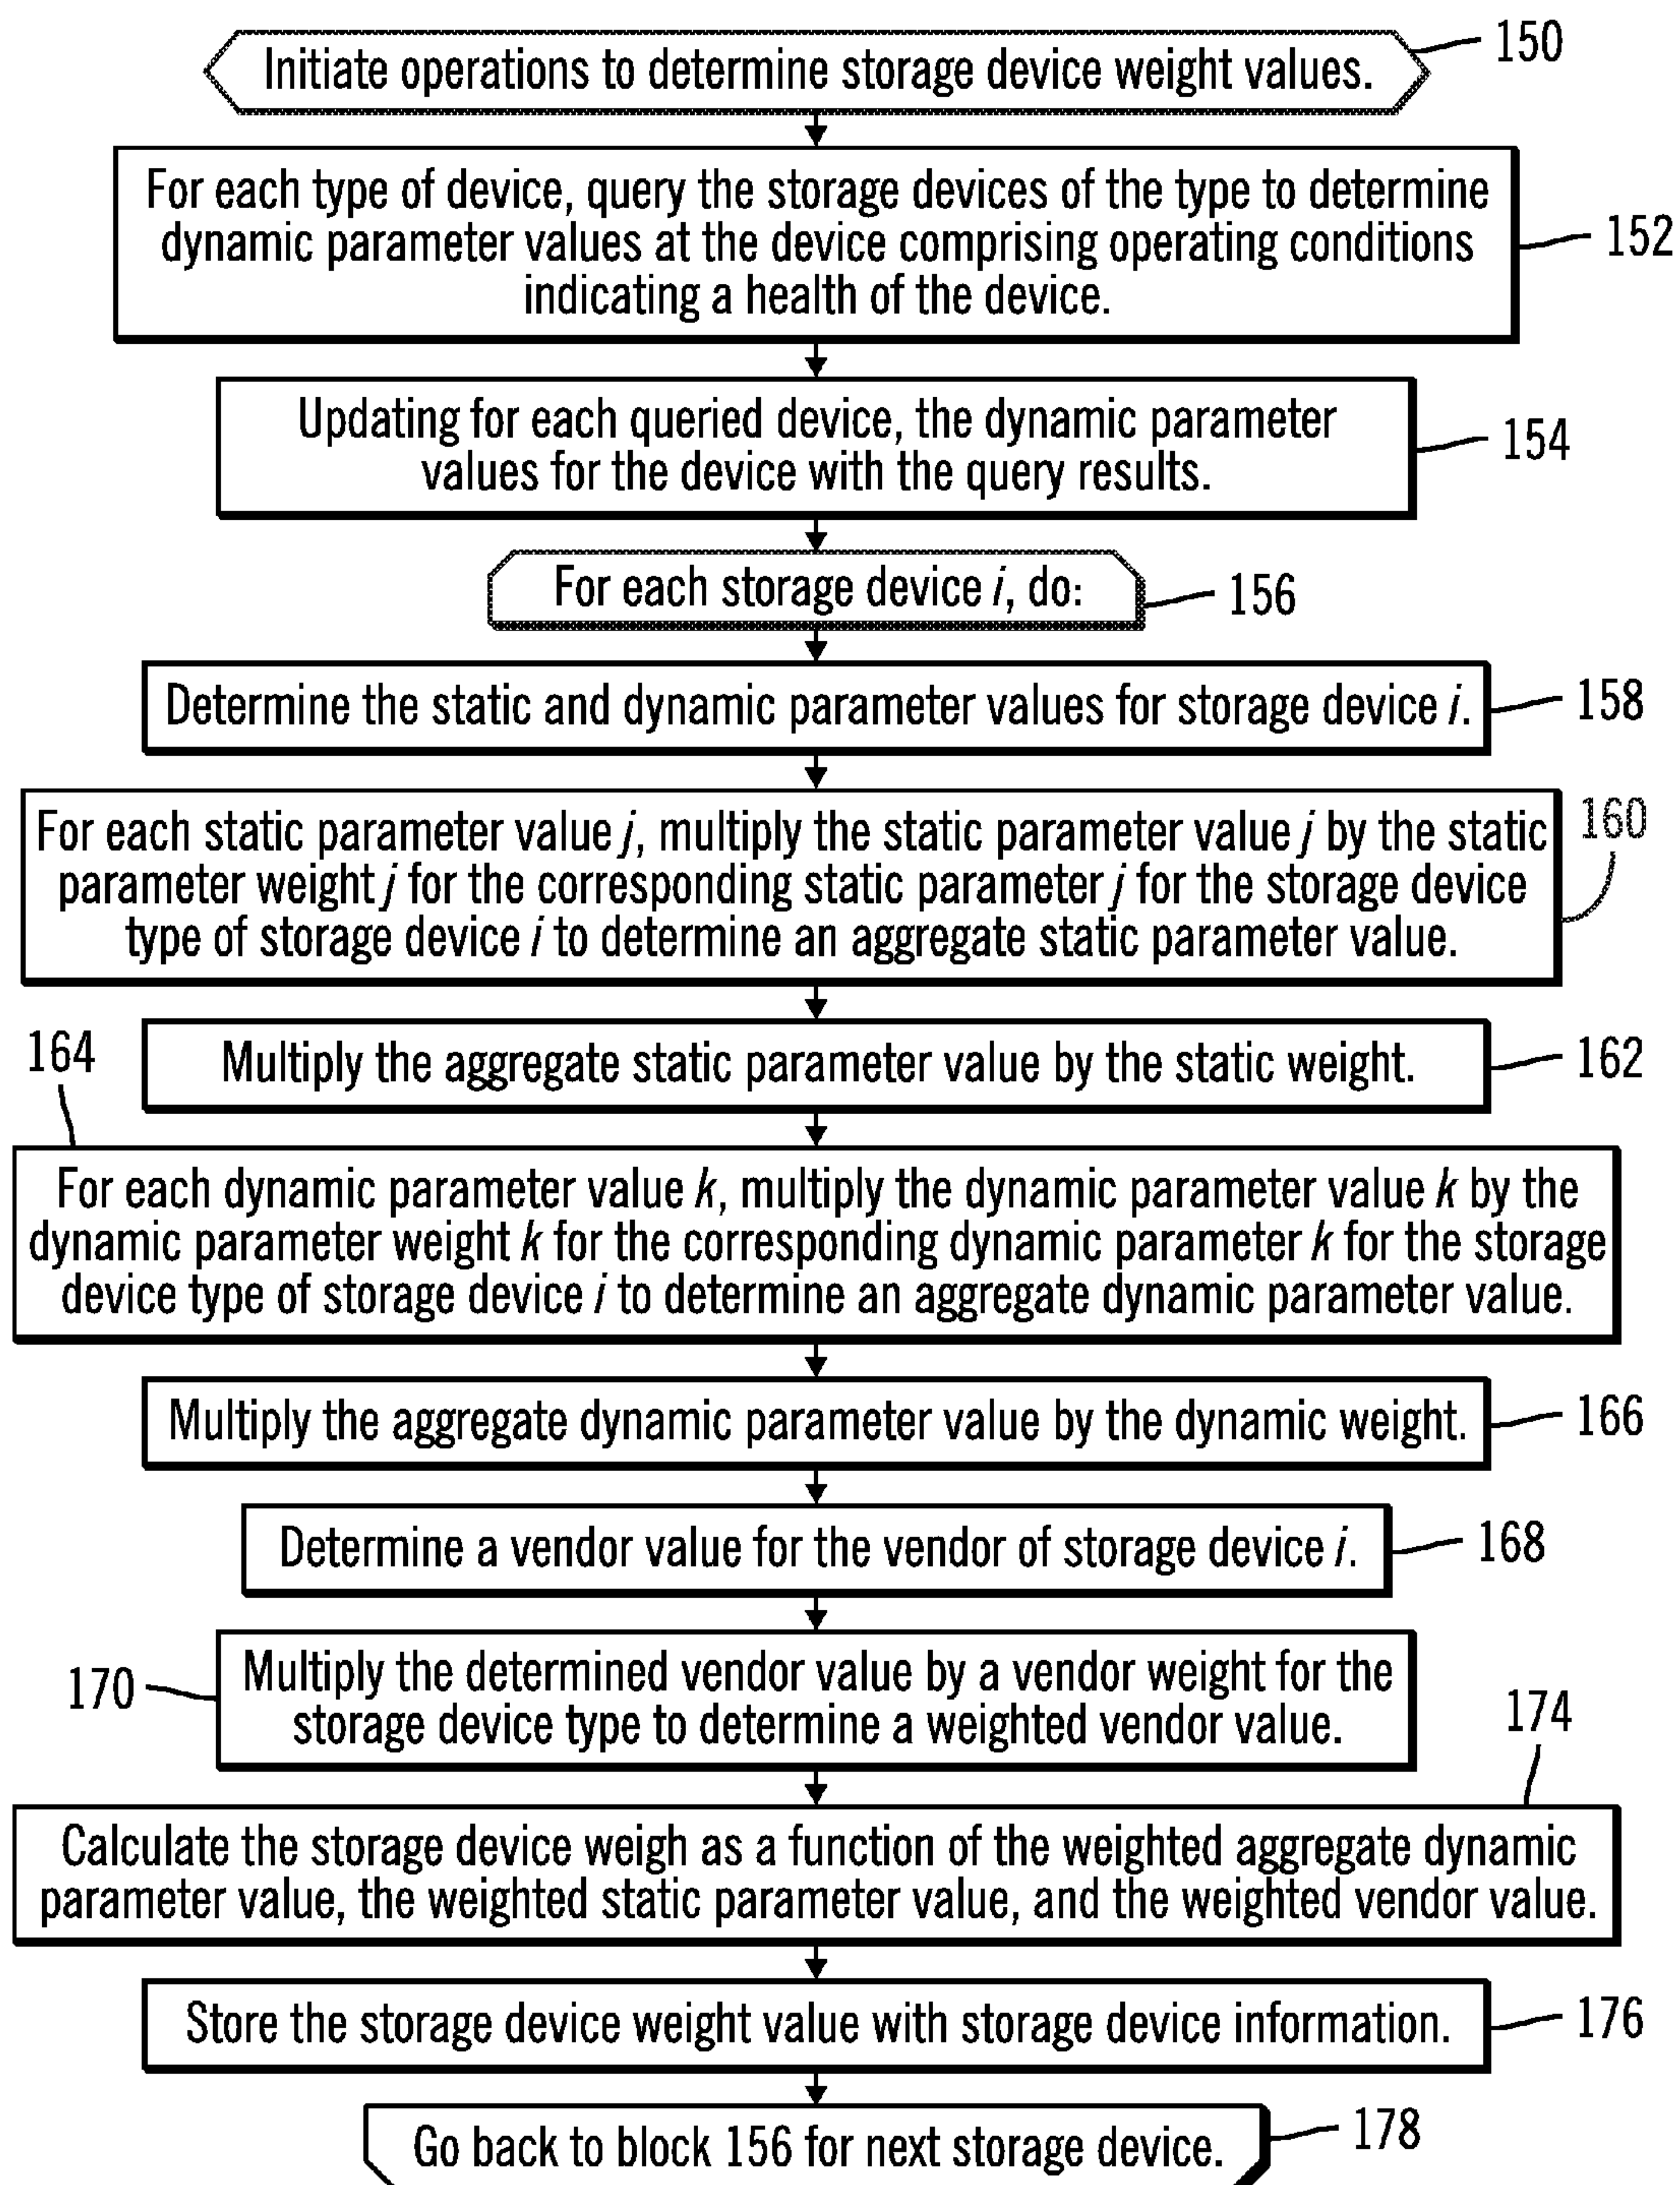 Initiate operations to determine storage device weight values.
150
For each type of device, query the storage devices of the type to determine
dynamic parameter values at the device comprising operating conditions
indicating a health of the device.
152
Updating for each queried device, the dynamic parameter
values for the device with the query results.
154
For each storage device i, do:
156
Determine the static and dynamic parameter values for storage device i.
158
For each static parameter value j, multiply the static parameter value j by the static
parameter weight j for the corresponding static parameter j for the storage device
type of storage device i to determine an aggregate static parameter value.
160
Multiply the aggregate static parameter value by the static weight.
162
164
For each dynamic parameter value k, multiply the dynamic parameter value k by the
dynamic parameter weight k for the corresponding dynamic parameter k for the storage
device type of storage device i to determine an aggregate dynamic parameter value.
Multiply the aggregate dynamic parameter value by the dynamic weight.
166
Determine a vendor value for the vendor of storage device i.
168
170
Multiply the determined vendor value by a vendor weight for the
storage device type to determine a weighted vendor value.
174
Calculate the storage device weigh as a function of the weighted aggregate dynamic
parameter value, the weighted static parameter value, and the weighted vendor value.
Store the storage device weight value with storage device information.
176
Go back to block 156 for next storage device.
178